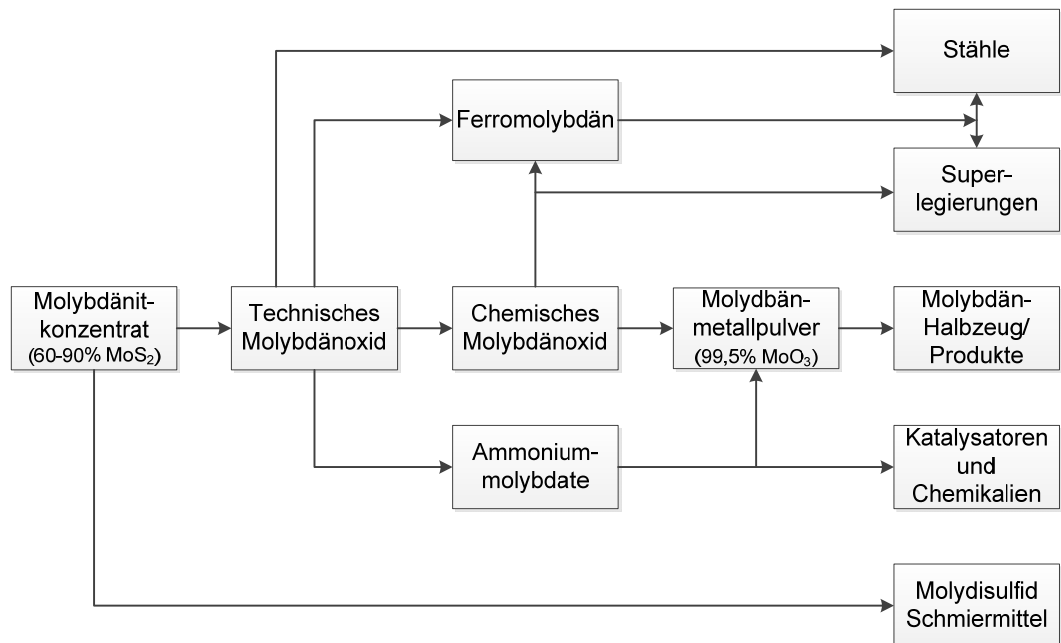 Stähle
Ferromolybdän
Super-
legierungen
Molybdänit-
konzentrat
(60-90% MoS₂)
Technisches
Molybdänoxid
Chemisches
Molybdänoxid
Molydbän-
metallpulver
(99,5% MoO₃)
Molybdän-
Halbzeug/
Produkte
Ammonium-
molybdate
Katalysatoren
und
Chemikalien
Molydisulfid
Schmiermittel